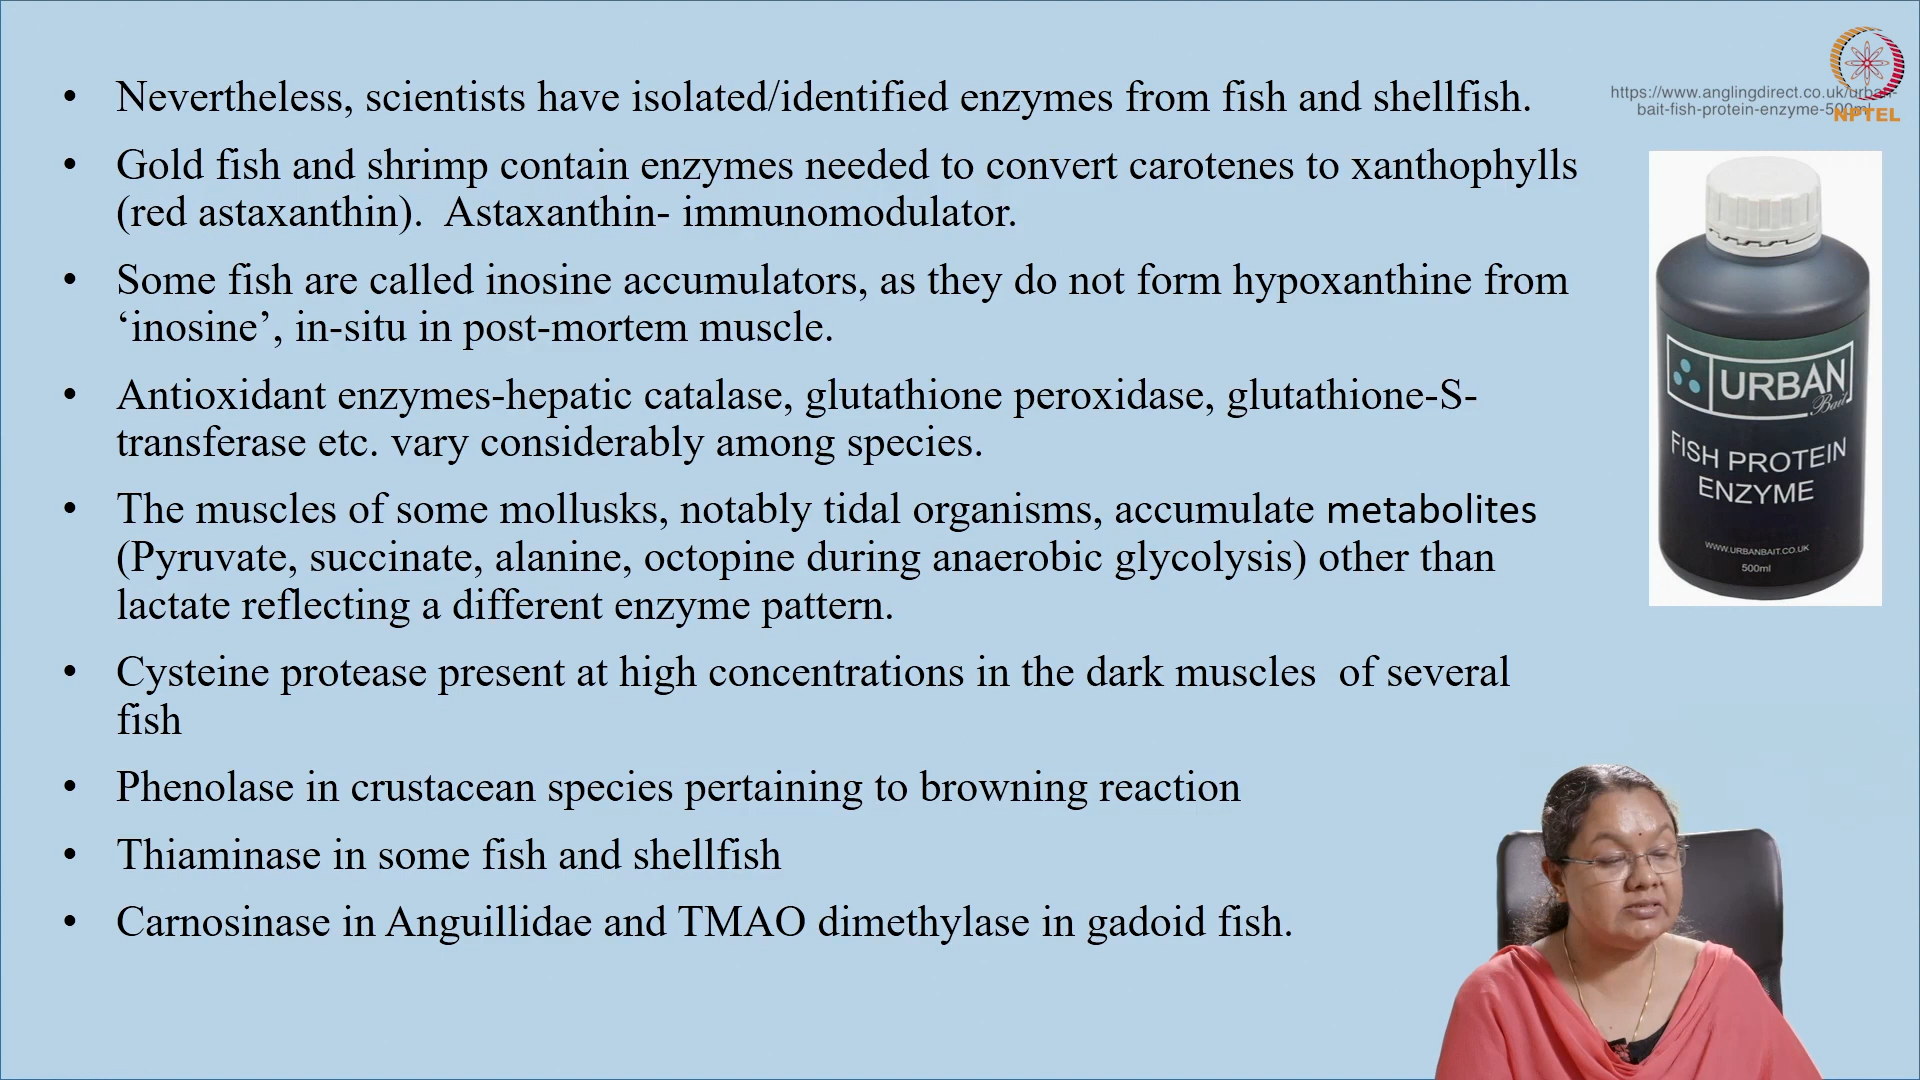 • Nevertheless, scientists have isolated/identified enzymes from fish and shellfish.
• Gold fish and shrimp contain enzymes needed to convert carotenes to xanthophylls
(red astaxanthin). Astaxanthin- immunomodulator.
• Some fish are called inosine accumulators, as they do not form hypoxanthine from
‘inosine’, in-situ in post-mortem muscle.
• Antioxidant enzymes-hepatic catalase, glutathione peroxidase, glutathione-S-
transferase etc. vary considerably among species.
• The muscles of some mollusks, notably tidal organisms, accumulate metabolites
(Pyruvate, succinate, alanine, octopine during anaerobic glycolysis) other than
lactate reflecting a different enzyme pattern.
• Cysteine protease present at high concentrations in the dark muscles of several
fish
• Phenolase in crustacean species pertaining to browning reaction
• Thiaminase in some fish and shellfish
• Carnosinase in Anguillidae and TMAO dimethylase in gadoid fish.
https://www.anglingdirect.co.uk/urban-
bait-fish-protein-enzyme-500ml
NPTEL
URBAN
Bait
FISH PROTEIN
ENZYME
WWW.URBANBAIT.CO.UK
500ml